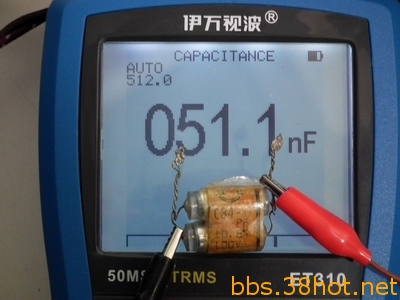 伊万视波®
CAPACITANCE
AUTO
512.0
051.1 nF
50MS TRMS ET310
bbs.38hot.net